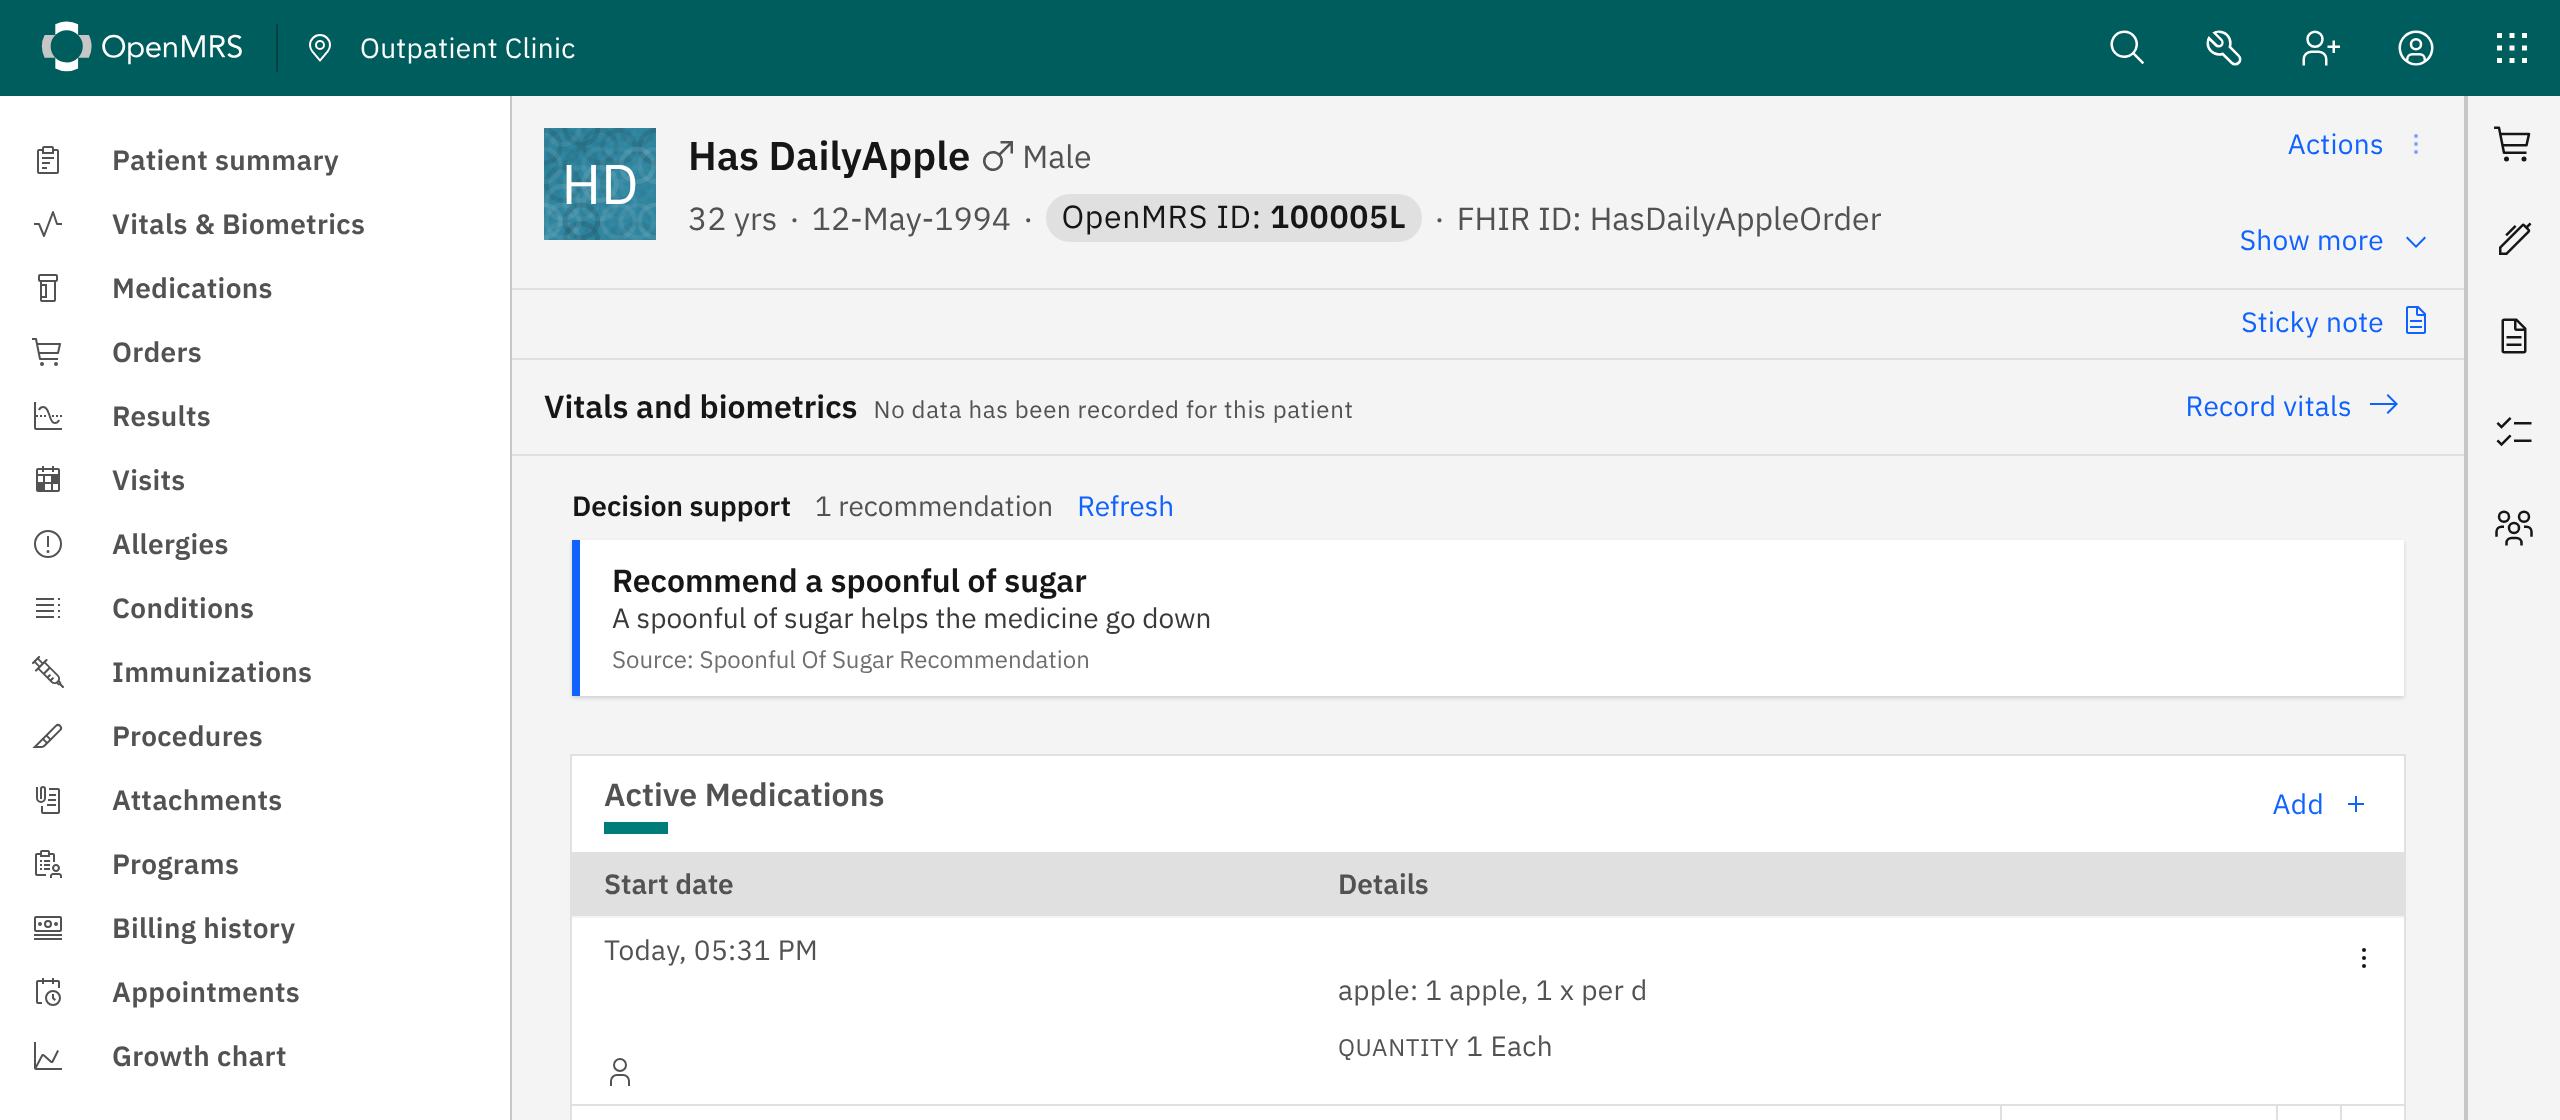 OpenMRS
Outpatient Clinic
Patient summary
Vitals & Biometrics
Medications
Orders
Results
Visits
Allergies
Conditions
Immunizations
Procedures
Attachments
Programs
Billing history
Appointments
Growth chart
HD
Has DailyApple Male
32 yrs · 12-May-1994 · OpenMRS ID: 100005L · FHIR ID: HasDailyAppleOrder
Actions
Show more
Sticky note
Vitals and biometrics No data has been recorded for this patient
Record vitals
Decision support 1 recommendation Refresh
Recommend a spoonful of sugar
A spoonful of sugar helps the medicine go down
Source: Spoonful Of Sugar Recommendation
Active Medications
Add +
Start date Details
Today, 05:31 PM
apple: 1 apple, 1 x per d
QUANTITY 1 Each